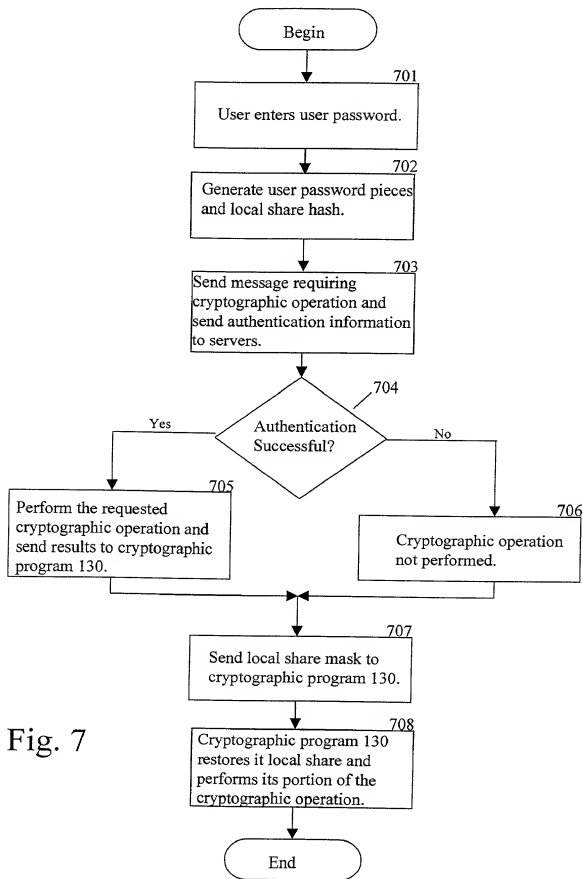 Begin
701
User enters user password.
702
Generate user password pieces
and local share hash.
703
Send message requiring
cryptographic operation and
send authentication information
to servers.
704
Authentication
Successful?
Yes
No
705
Perform the requested
cryptographic operation and
send results to cryptographic
program 130.
706
Cryptographic operation
not performed.
707
Send local share mask to
cryptographic program 130.
Fig. 7
708
Cryptographic program 130
restores it local share and
performs its portion of the
cryptographic operation.
End